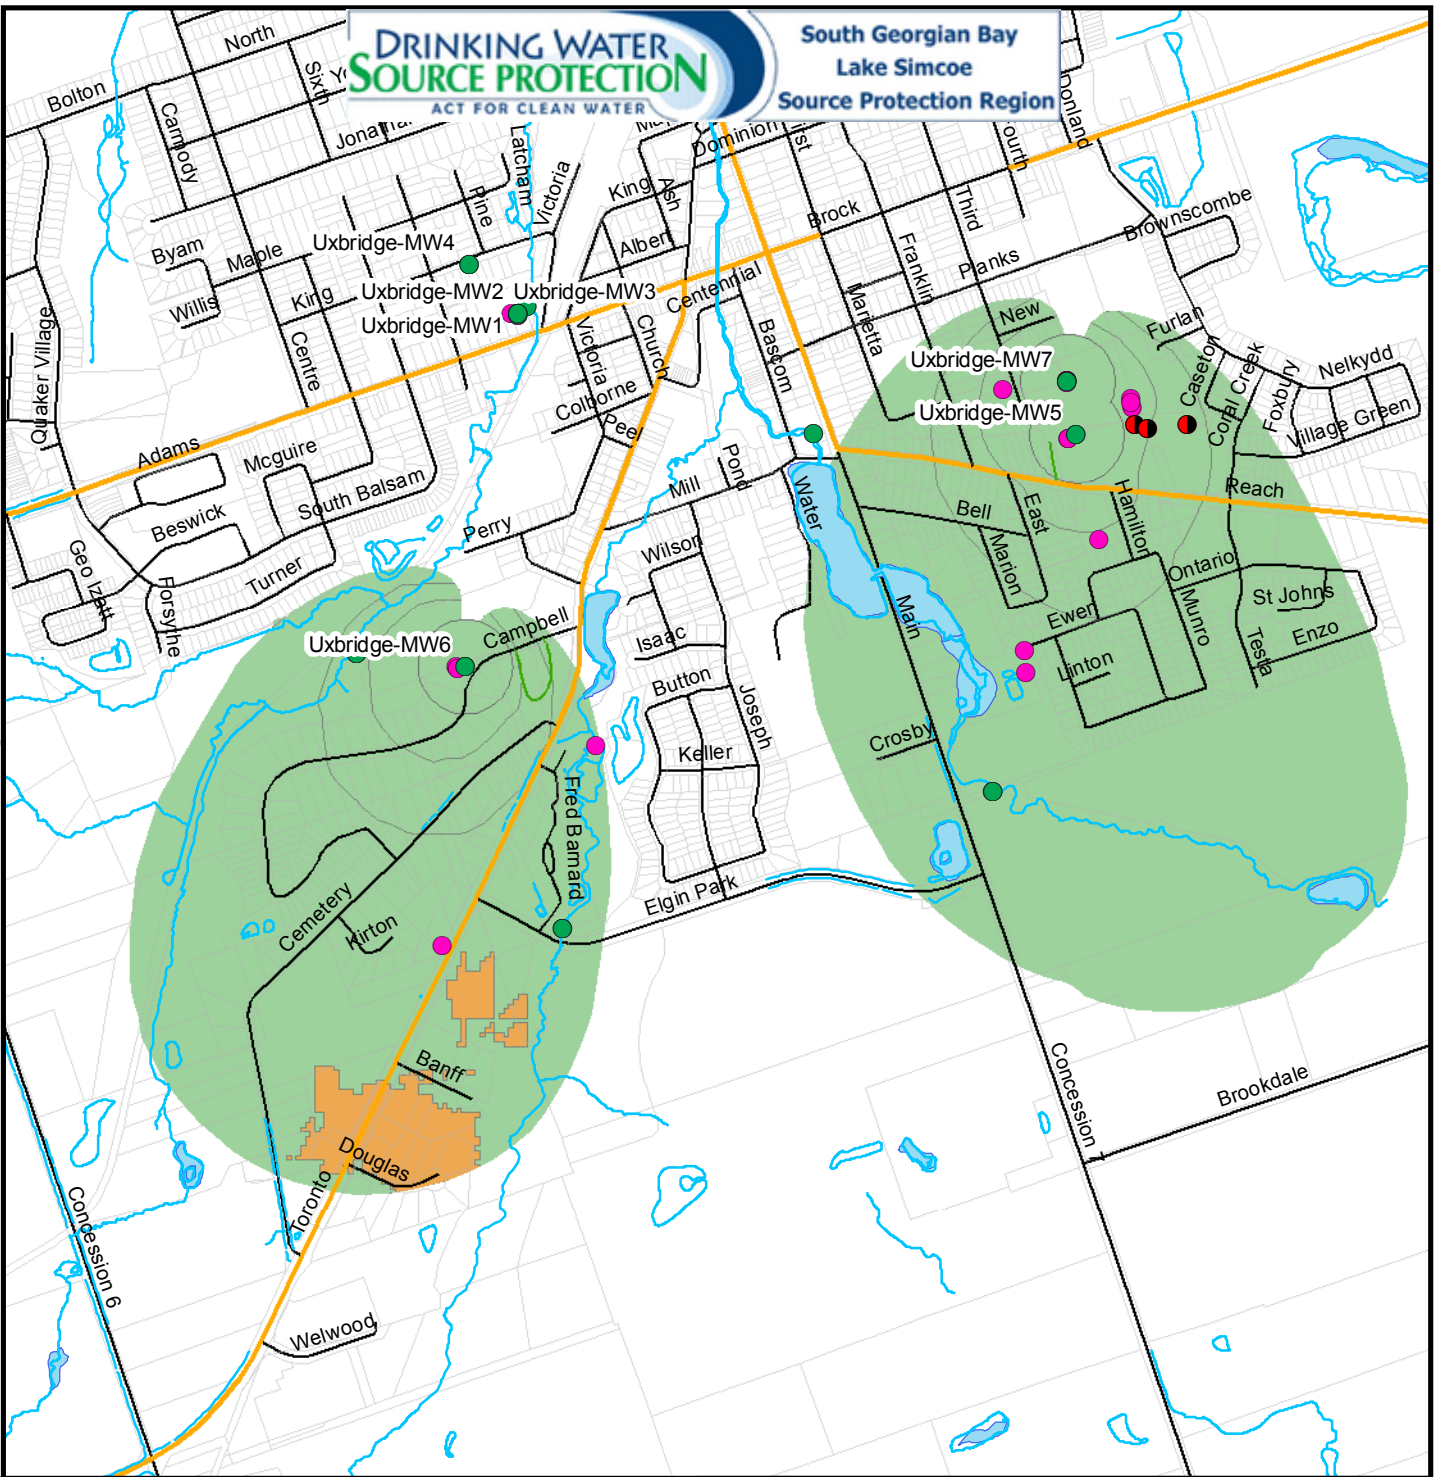 DRINKING WATER
SOURCE PROTECTION
ACT FOR CLEAN WATER
South Georgian Bay
Lake Simcoe
Source Protection Region
North
Bolton
Sixth
Carmody
Latcham
Victoria
Pine
King
Ash
Dominion
Fourth
Donland
Third
Brock
Brownscombe
Byam
Maple
Uxbridge-MW4
Albert
Franklin
Planks
Willis
King
Uxbridge-MW2
Uxbridge-MW3
Centennial
Marietta
Uxbridge-MW1
Victoria
Church
Bascom
New
Furlan
Quaker Village
Centre
Uxbridge-MW7
Caseton
Coral Creek
Foxbury
Nelkydd
Colborne
Peel
Uxbridge-MW5
Village Green
Adams
Mcguire
South Balsam
Pond
Mill
Water
Reach
Hamilton
Beswick
Perry
Bell
East
Marion
Geo Izatt
Forsythe
Turner
Wilson
Ontario
Munro
St Johns
Enzo
Testa
Campbell
Isaac
Main
Ewen
Linton
Uxbridge-MW6
Button
Joseph
Keller
Crosby
Fred Barnard
Elgin Park
Cemetery
Kirton
Banff
Douglas
Toronto
Concession 7
Brookdale
Concession 6
Welwood